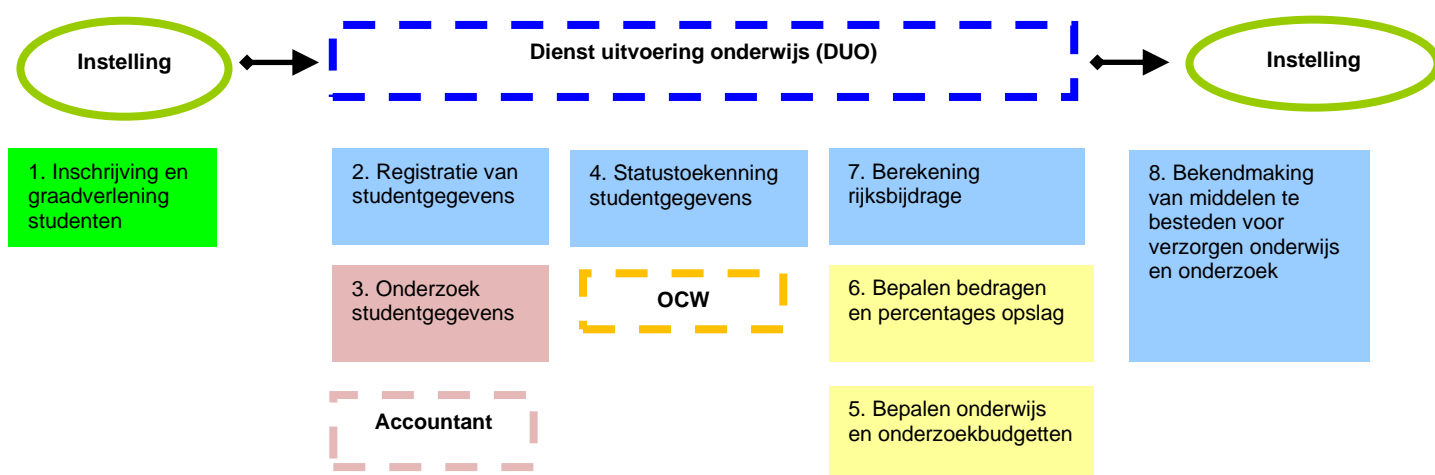 Instelling
Dienst uitvoering onderwijs (DUO)
Instelling
1. Inschrijving en
graadverlening
studenten
2. Registratie van
studentgegevens
4. Statustoekenning
studentgegevens
7. Berekening
rijksbijdrage
8. Bekendmaking
van middelen te
besteden voor
verzorgen onderwijs
en onderzoek
3. Onderzoek
studentgegevens
OCW
6. Bepalen bedragen
en percentages opslag
Accountant
5. Bepalen onderwijs
en onderzoekbudgetten